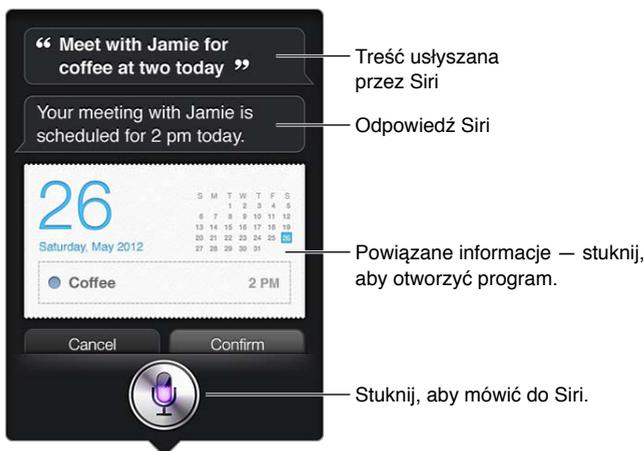 “ Meet with Jamie for
coffee at two today ”
Treść usłyszana
przez Siri
Your meeting with Jamie is
scheduled for 2 pm today.
Odpowiedź Siri
26
Saturday, May 2012
S M T W T F S
1 2 3 4 5
6 7 8 9 10 11 12
13 14 15 16 17 18 19
20 21 22 23 24 25 26
27 28 29 30 31
Powiązane informacje — stuknij,
aby otworzyć program.
Coffee 2 PM
Cancel Confirm
Stuknij, aby mówić do Siri.